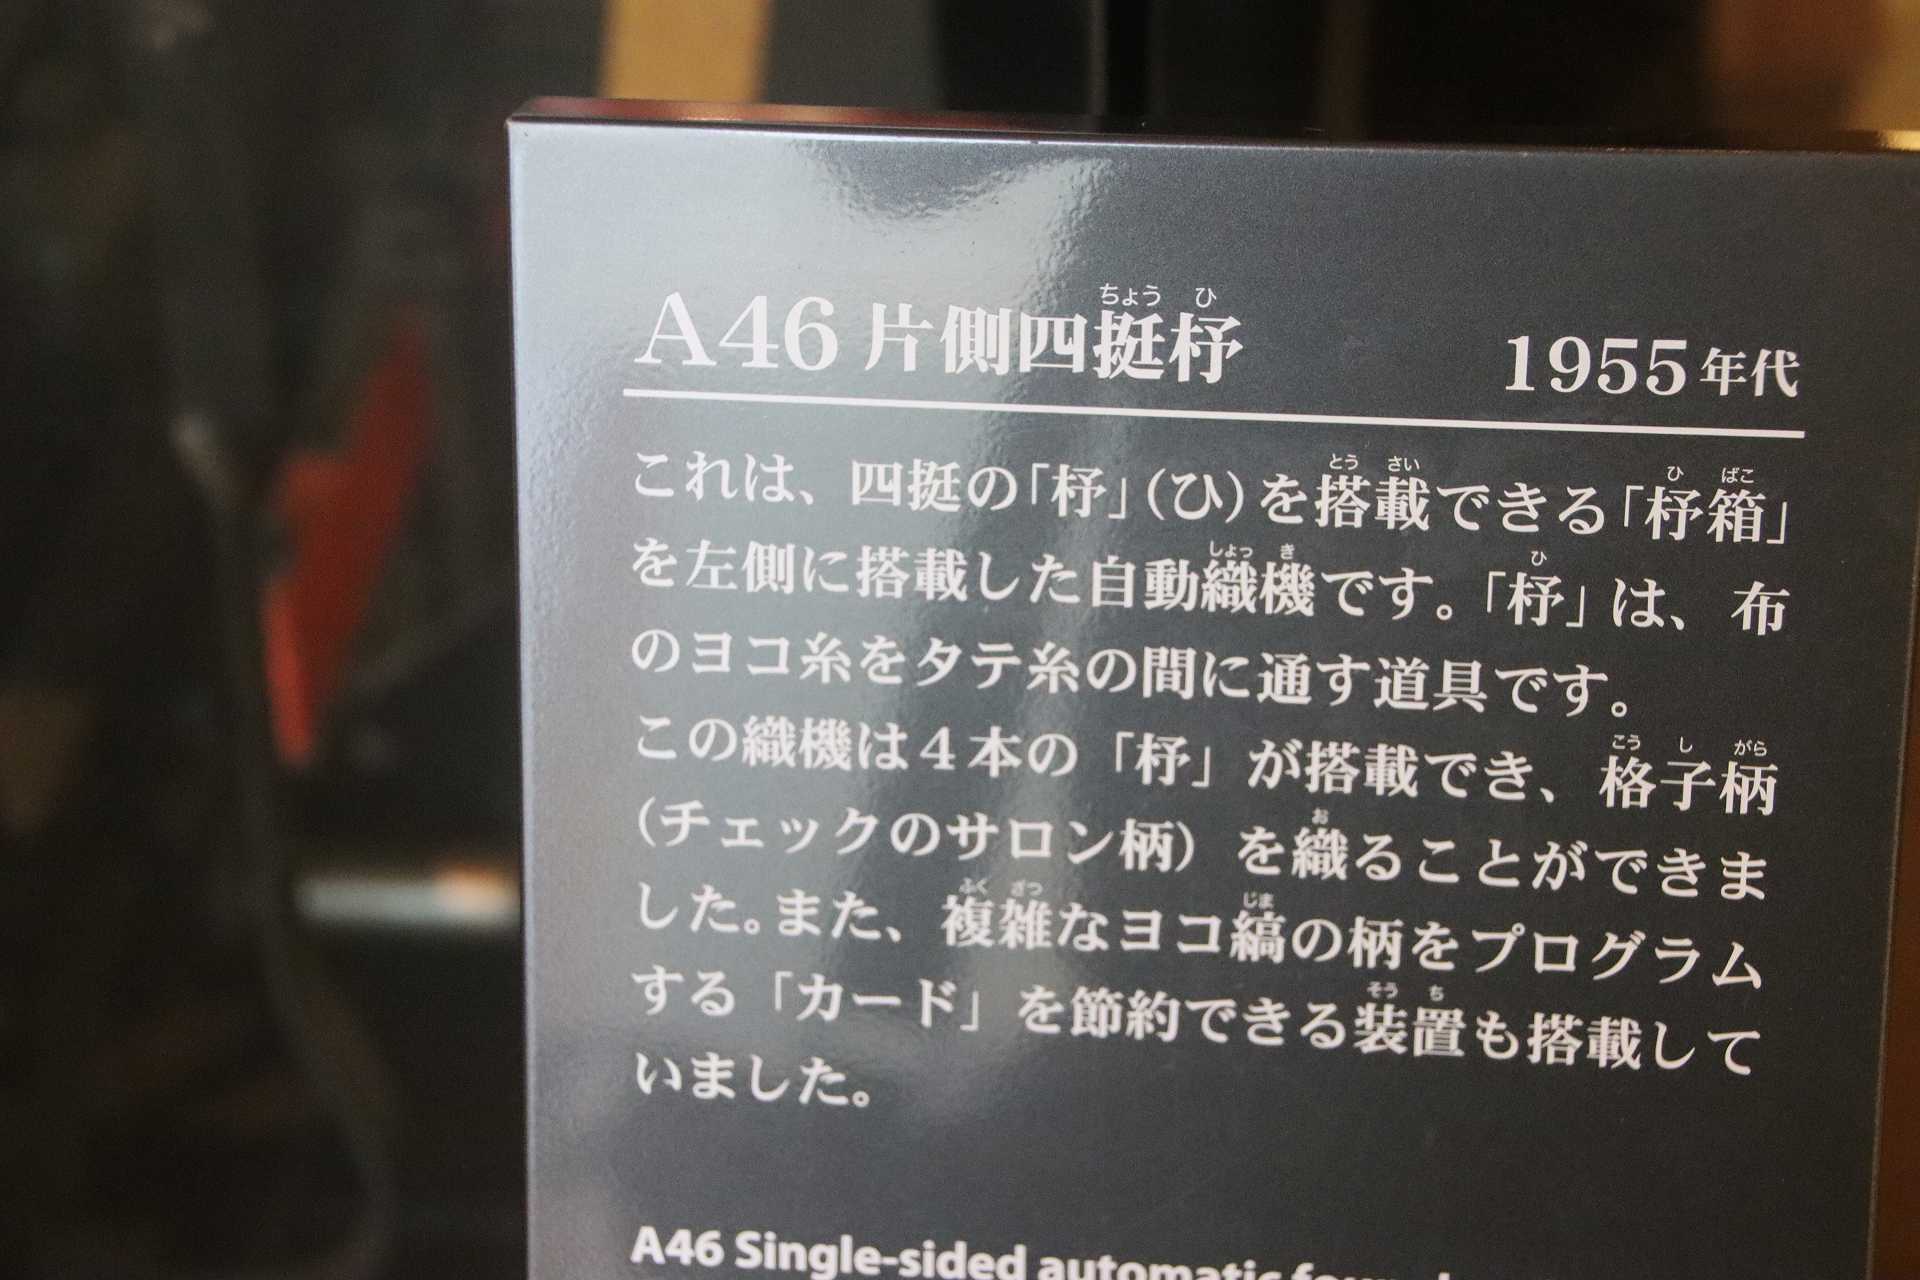 A46 片側四挺杼 1955年代
これは、四挺の「杼」(ひ)を搭載できる「杼箱」
を左側に搭載した自動織機です。「杼」は、布
のヨコ糸をタテ糸の間に通す道具です。
この織機は4本の「杼」が搭載でき、格子柄
(チェックのサロン柄)を織ることができま
した。また、複雑なヨコ縞の柄をプログラム
する「カード」を節約できる装置も搭載して
いました。
A46 Single-sided automatic